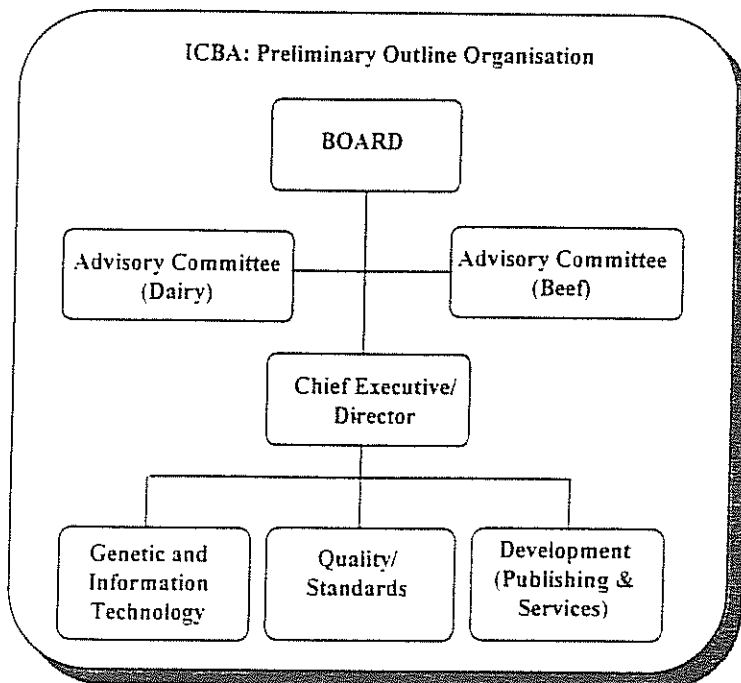 ICBA: Preliminary Outline Organisation
BOARD
Advisory Committee
(Dairy)
Advisory Committee
(Beef)
Chief Executive/
Director
Genetic and
Information
Technology
Quality/
Standards
Development
(Publishing &
Services)